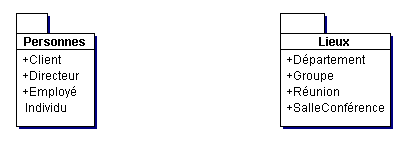 Personnes
+Client
+Directeur
+Employé
Individu
Lieux
+Département
+Groupe
+Réunion
+SalleConférence